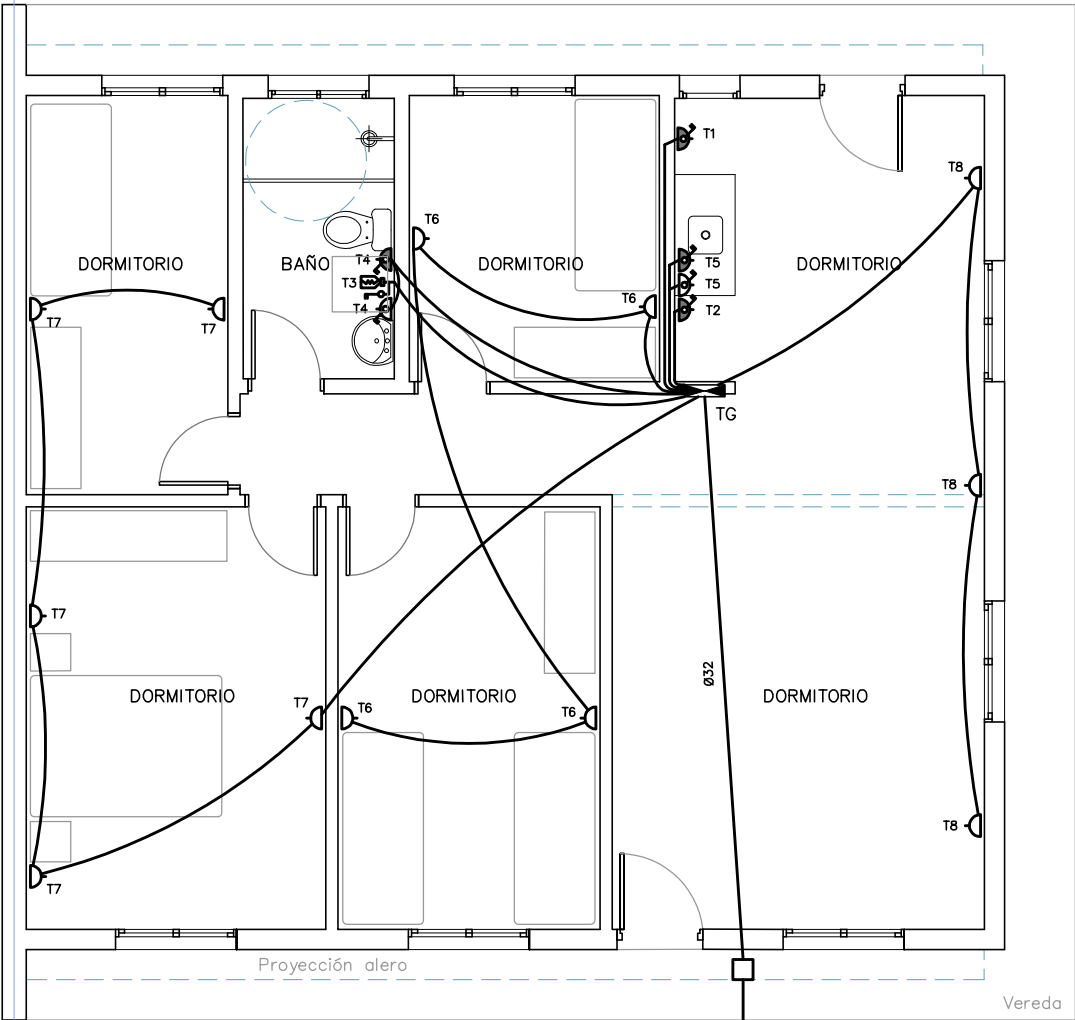 T1
T8
T6
DORMITORIO
BAÑO
T4
DORMITORIO
T5
DORMITORIO
T3
T5
T6
T4
T2
T7
T7
TG
T8
T7
Ø32
DORMITORIO
T7
T6
DORMITORIO
T6
DORMITORIO
T8
T7
Proyección alero
Vereda